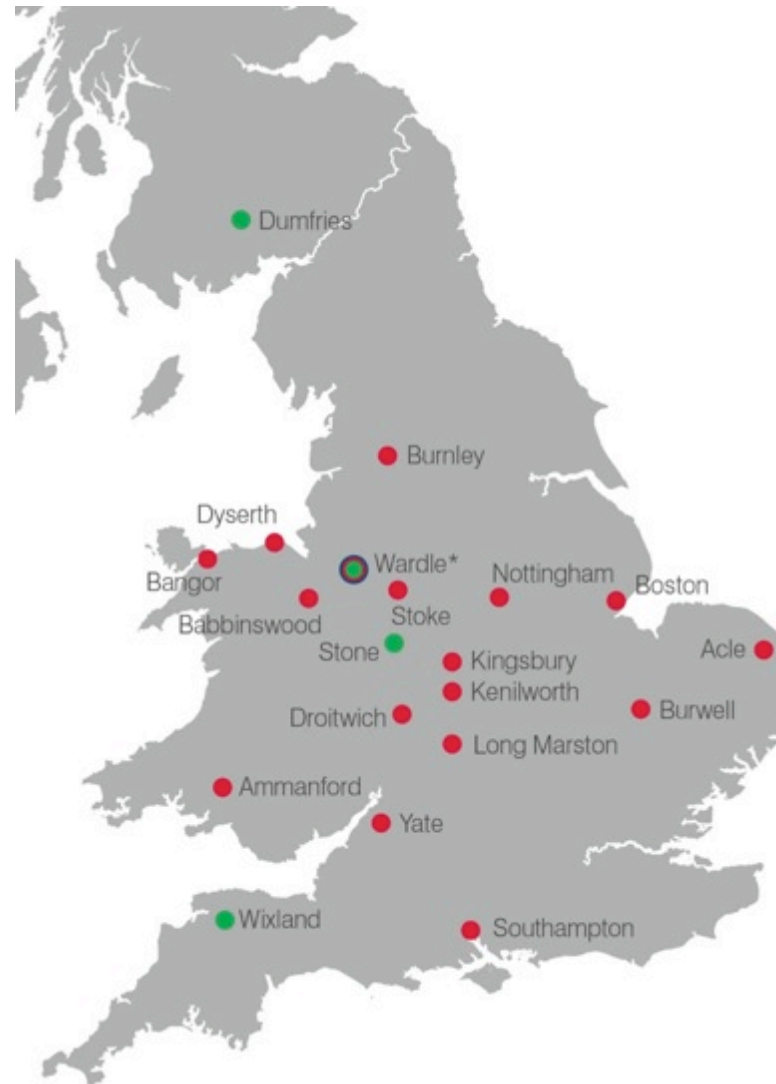 Dumfries
Burnley
Dyserth
Wardle*
Bangor
Nottingham
Boston
Babbinswood
Stoke
Stone
Acle
Kingsbury
Kenilworth
Burwell
Droitwich
Long Marston
Ammanford
Yate
Wixland
Southampton